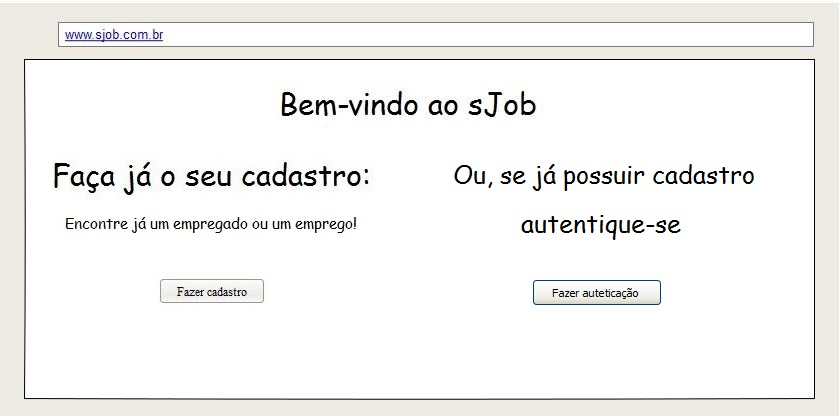 www.sjob.com.br
Bem-vindo ao sJob
Faça já o seu cadastro:
Encontre já um empregado ou um emprego!
Fazer cadastro
Ou, se já possuir cadastro
autentique-se
Fazer auteticação